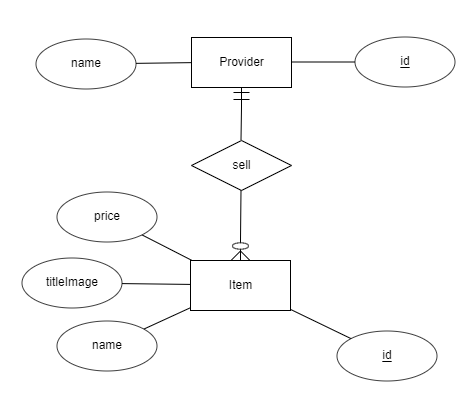 name
Provider
id
sell
price
titleImage
Item
name
id